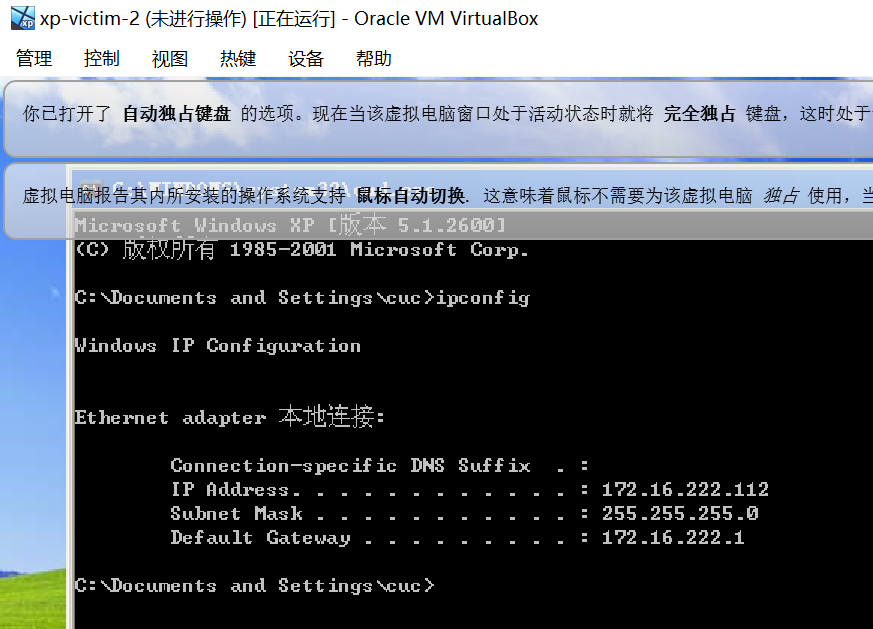 xp-victim-2 (未进行操作) [正在运行] - Oracle VM VirtualBox
管理 控制 视图 热键 设备 帮助
你已打开了 自动独占键盘 的选项。现在当该虚拟电脑窗口处于活动状态时就将 完全独占 键盘，这时处于
虚拟电脑报告其内所安装的操作系统支持 鼠标自动切换. 这意味着鼠标不需要为该虚拟电脑 独占 使用，当
Microsoft Windows XP [版本 5.1.2600]
(C) 版权所有 1985-2001 Microsoft Corp.
C:\Documents and Settings\cuc>ipconfig
Windows IP Configuration
Ethernet adapter 本地连接:
Connection-specific DNS Suffix . :
IP Address. . . . . . . . . . . . : 172.16.222.112
Subnet Mask . . . . . . . . . . . : 255.255.255.0
Default Gateway . . . . . . . . . : 172.16.222.1
C:\Documents and Settings\cuc>